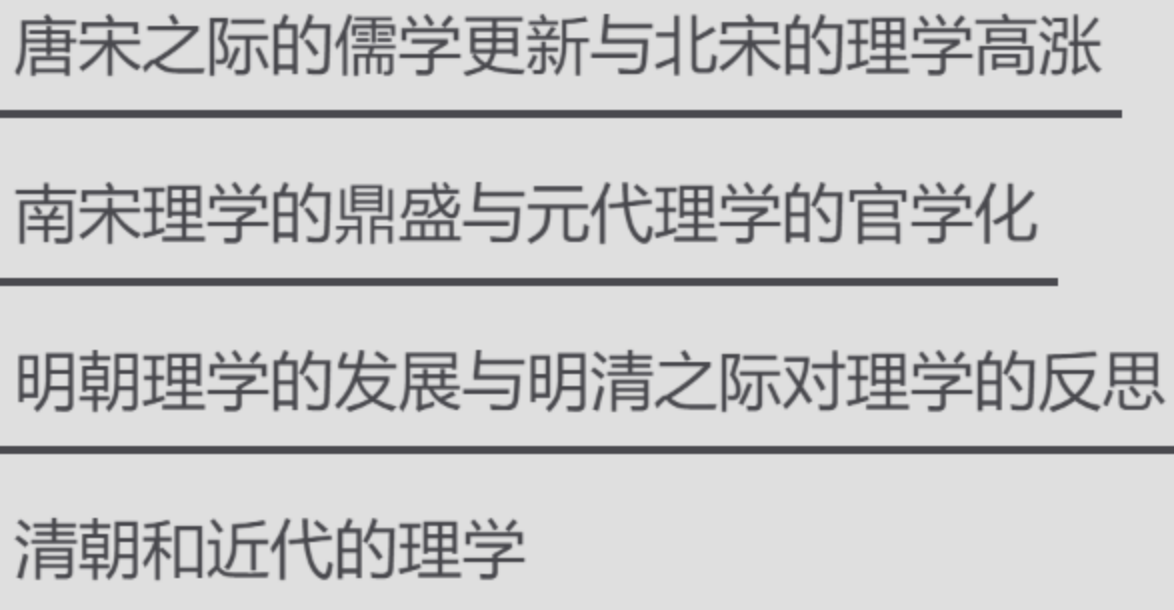 唐宋之际的儒学更新与北宋的理学高涨
南宋理学的鼎盛与元代理学的官学化
明朝理学的发展与明清之际对理学的反思
清朝和近代的理学